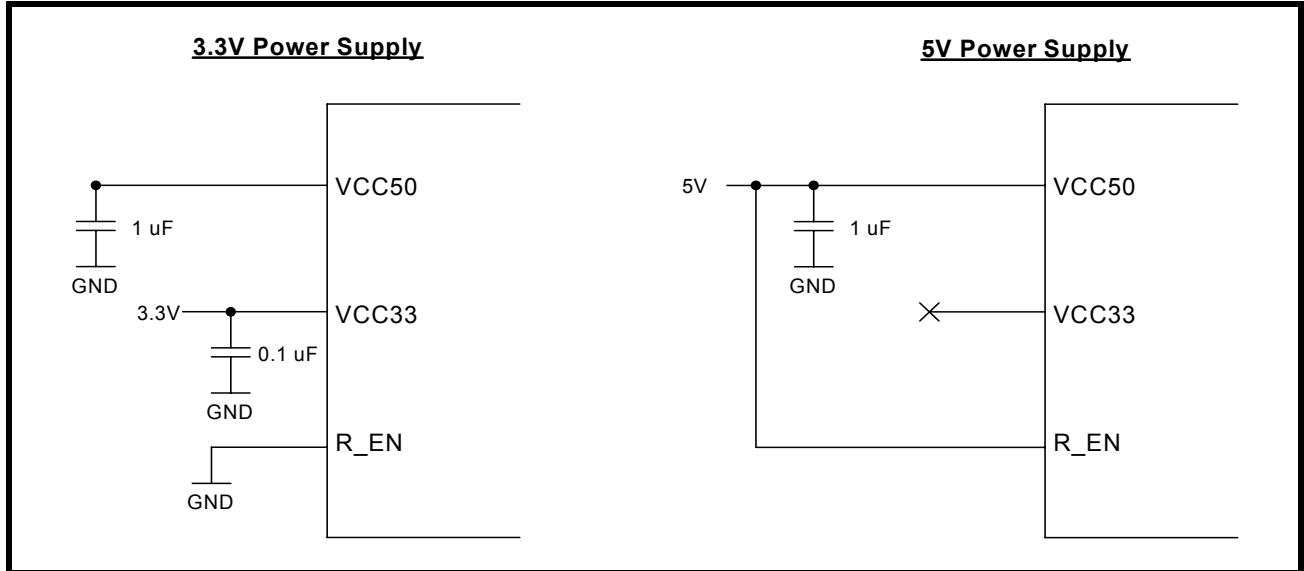 3.3V Power Supply
VCC50
1 uF
GND
3.3V
VCC33
0.1 uF
GND
R_EN
GND
5V Power Supply
5V
VCC50
1 uF
GND
VCC33
R_EN